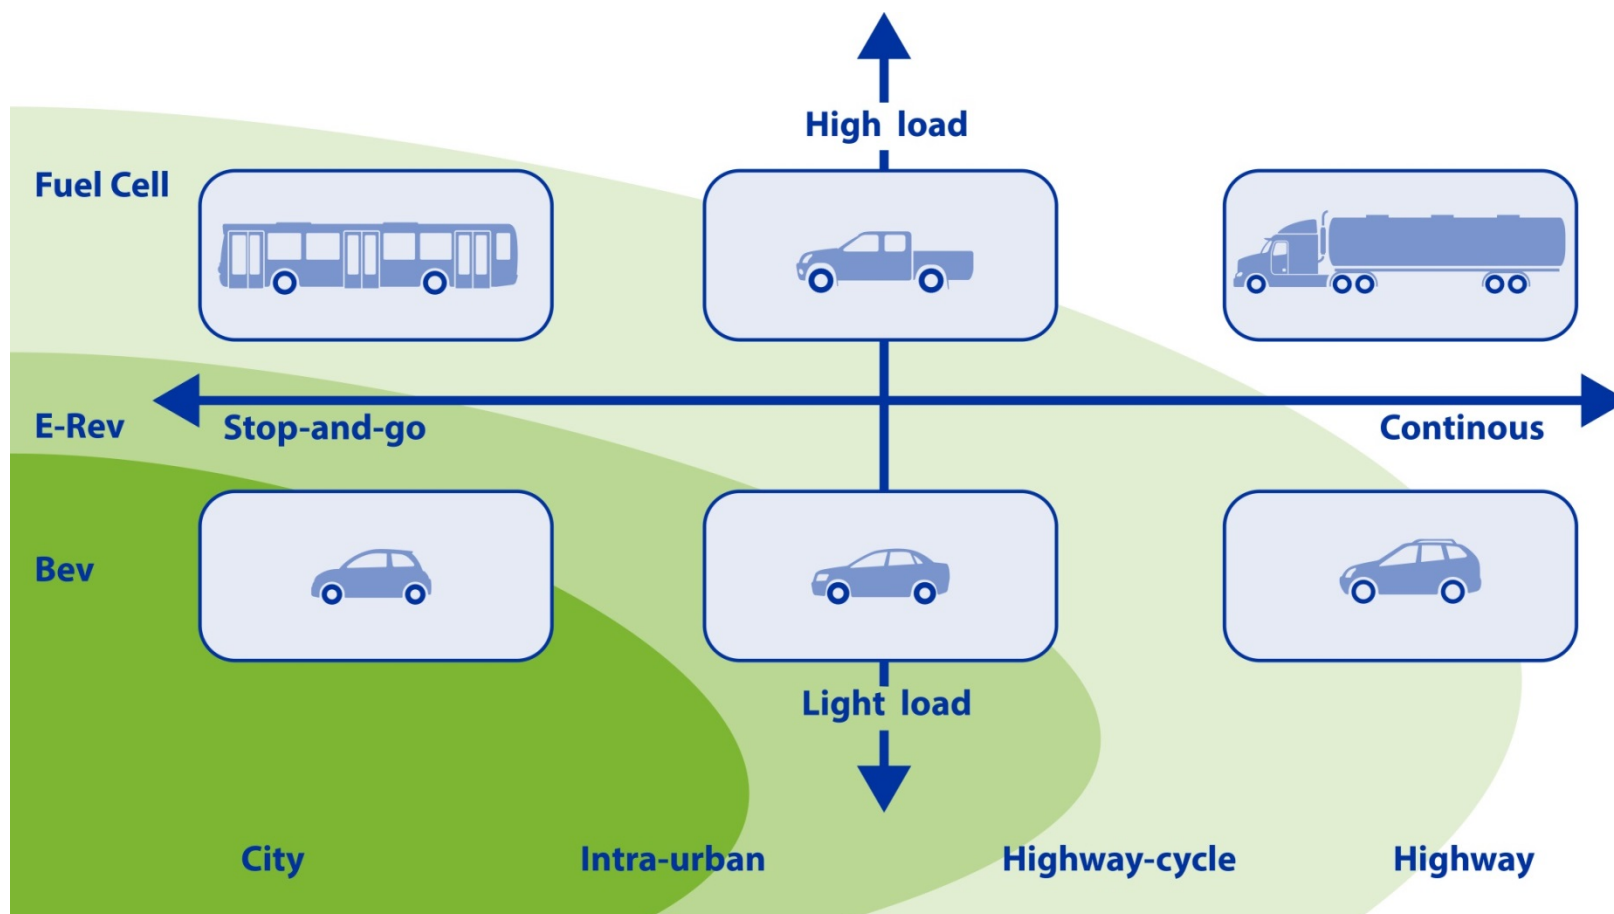 High load
Fuel Cell
E-Rev
Stop-and-go
Continous
Bev
Light load
City
Intra-urban
Highway-cycle
Highway